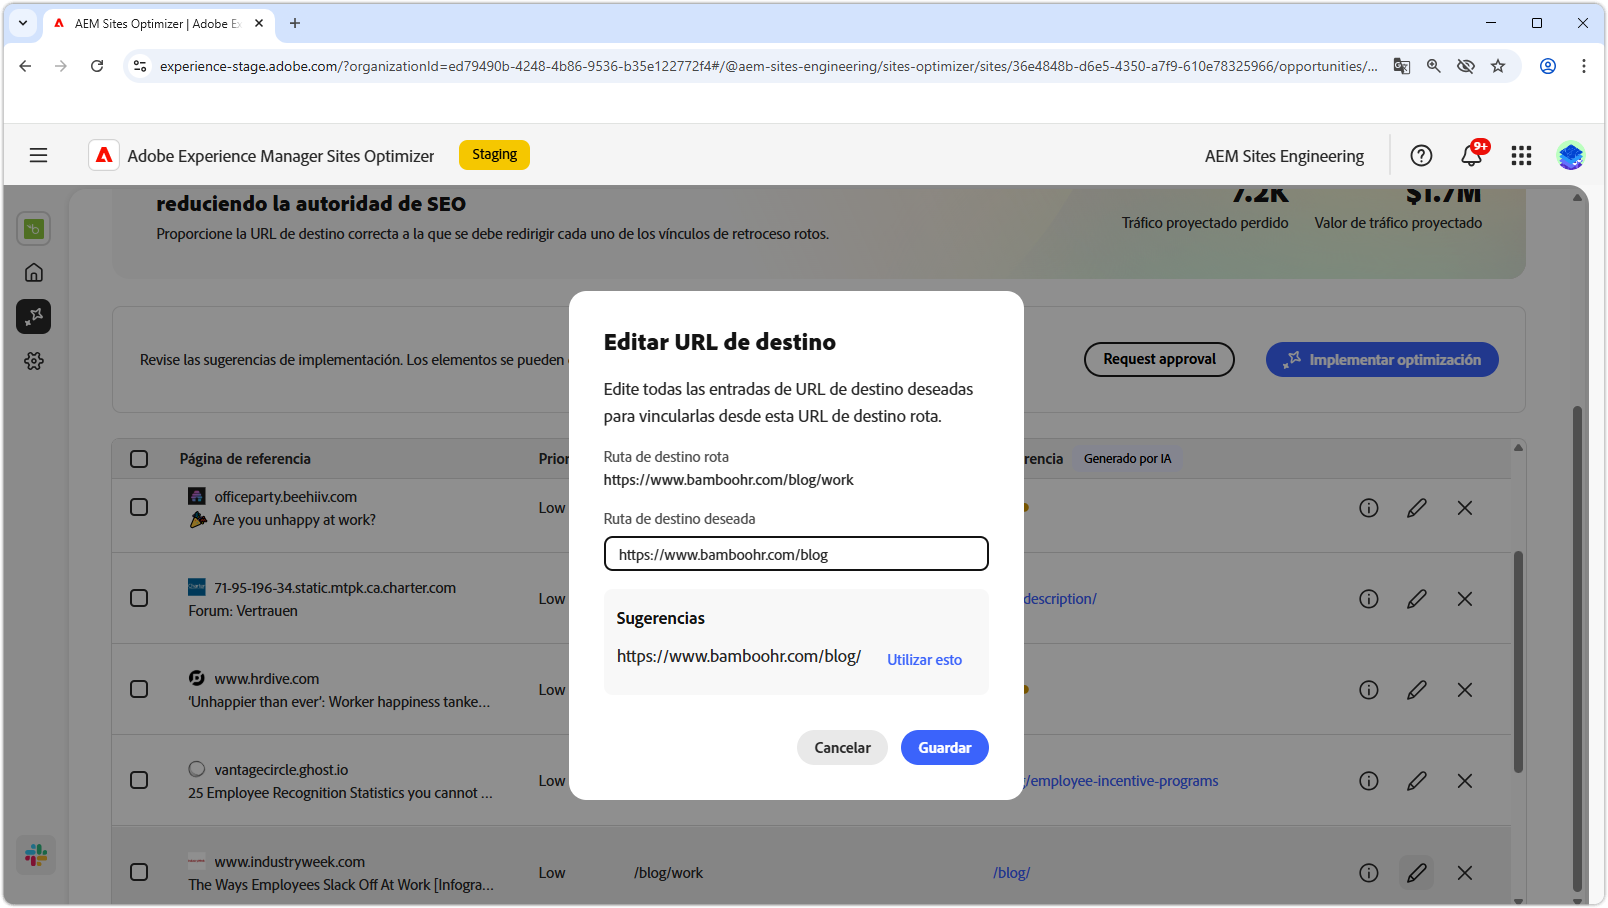 AEM Sites Optimizer | Adobe Ex
experience-stage.adobe.com/?organizationId=ed79490b-4248-4b86-9536-b35e122772f4#/@aem-sites-engineering/sites-optimizer/sites/36e4848b-d6e5-4350-a7f9-610e78325966/opportunities/...
Adobe Experience Manager Sites Optimizer
Staging
AEM Sites Engineering
9+
reduciendo la autoridad de SEO
Proporcione la URL de destino correcta a la que se debe redirigir cada uno de los vínculos de retroceso rotos.
7.2K
$1.7M
Tráfico proyectado perdido
Valor de tráfico proyectado
Revise las sugerencias de implementación. Los elementos se pueden
Request approval
Implementar optimización
Editar URL de destino
Edite todas las entradas de URL de destino deseadas
para vincularlas desde esta URL de destino rota.
Ruta de destino rota
https://www.bamboohr.com/blog/work
Ruta de destino deseada
https://www.bamboohr.com/blog
Sugerencias
https://www.bamboohr.com/blog/
Utilizar esto
Cancelar
Guardar
Página de referencia
Prior
rencia
Generado por IA
officeparty.beehiiv.com
Are you unhappy at work?
Low
71-95-196-34.static.mtpk.ca.charter.com
Forum: Vertrauen
Low
description/
www.hrdive.com
‘Unhappier than ever’: Worker happiness tanke...
Low
vantagecircle.ghost.io
25 Employee Recognition Statistics you cannot ...
Low
/employee-incentive-programs
www.industryweek.com
The Ways Employees Slack Off At Work [Infogra...
Low
/blog/work
/blog/